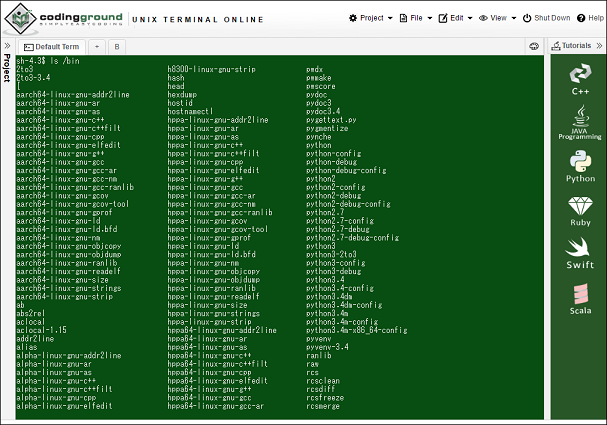 codingground
SIMPLYEASYCODING
UNIX TERMINAL ONLINE
Project File Edit View Shut Down Help
Default Term + B
Tutorials
Project
sh-4.3$ ls /bin
2to3 h8300-linux-gnu-strip pmdx
2to3-3.4 hash pmmake
[ head pmscore
aarch64-linux-gnu-addr2line hexdump pydoc
aarch64-linux-gnu-ar hostid pydoc3
aarch64-linux-gnu-as hostnamectl pydoc3.4
aarch64-linux-gnu-c++ hppa-linux-gnu-addr2line pygettext.py
aarch64-linux-gnu-c++filt hppa-linux-gnu-ar pygmentize
aarch64-linux-gnu-cpp hppa-linux-gnu-as pynche
aarch64-linux-gnu-elfedit hppa-linux-gnu-c++ python
aarch64-linux-gnu-g++ hppa-linux-gnu-c++filt python-config
aarch64-linux-gnu-gcc hppa-linux-gnu-cpp python-debug
aarch64-linux-gnu-gcc-ar hppa-linux-gnu-elfedit python-debug-config
aarch64-linux-gnu-gcc-nm hppa-linux-gnu-g++ python2
aarch64-linux-gnu-gcc-ranlib hppa-linux-gnu-gcc python2-config
aarch64-linux-gnu-gcov hppa-linux-gnu-gcc-ar python2-debug
aarch64-linux-gnu-gcov-tool hppa-linux-gnu-gcc-nm python2-debug-config
aarch64-linux-gnu-gprof hppa-linux-gnu-gcc-ranlib python2.7
aarch64-linux-gnu-ld hppa-linux-gnu-gcov python2.7-config
aarch64-linux-gnu-ld.bfd hppa-linux-gnu-gcov-tool python2.7-debug
aarch64-linux-gnu-nm hppa-linux-gnu-gprof python2.7-debug-config
aarch64-linux-gnu-objcopy hppa-linux-gnu-ld python3
aarch64-linux-gnu-objdump hppa-linux-gnu-ld.bfd python3-2to3
aarch64-linux-gnu-ranlib hppa-linux-gnu-nm python3-config
aarch64-linux-gnu-readelf hppa-linux-gnu-objcopy python3-debug
aarch64-linux-gnu-size hppa-linux-gnu-objdump python3.4
aarch64-linux-gnu-strings hppa-linux-gnu-ranlib python3.4-config
aarch64-linux-gnu-strip hppa-linux-gnu-readelf python3.4dm
ab hppa-linux-gnu-size python3.4dm-config
abs2rel hppa-linux-gnu-strings python3.4m
aclocal hppa-linux-gnu-strip python3.4m-config
aclocal-1.15 hppa64-linux-gnu-addr2line python3.4m-x86_64-config
addr2line hppa64-linux-gnu-ar pyvenv
alias hppa64-linux-gnu-as pyvenv-3.4
alpha-linux-gnu-addr2line hppa64-linux-gnu-c++ ranlib
alpha-linux-gnu-ar hppa64-linux-gnu-c++filt raw
alpha-linux-gnu-as hppa64-linux-gnu-cpp rcs
alpha-linux-gnu-c++ hppa64-linux-gnu-elfedit rcsclean
alpha-linux-gnu-c++filt hppa64-linux-gnu-g++ rcsdiff
alpha-linux-gnu-cpp hppa64-linux-gnu-gcc rcsfreeze
alpha-linux-gnu-elfedit hppa64-linux-gnu-gcc-ar rcsmerge
C++
JAVA
Programming
Python
Ruby
Swift
Scala